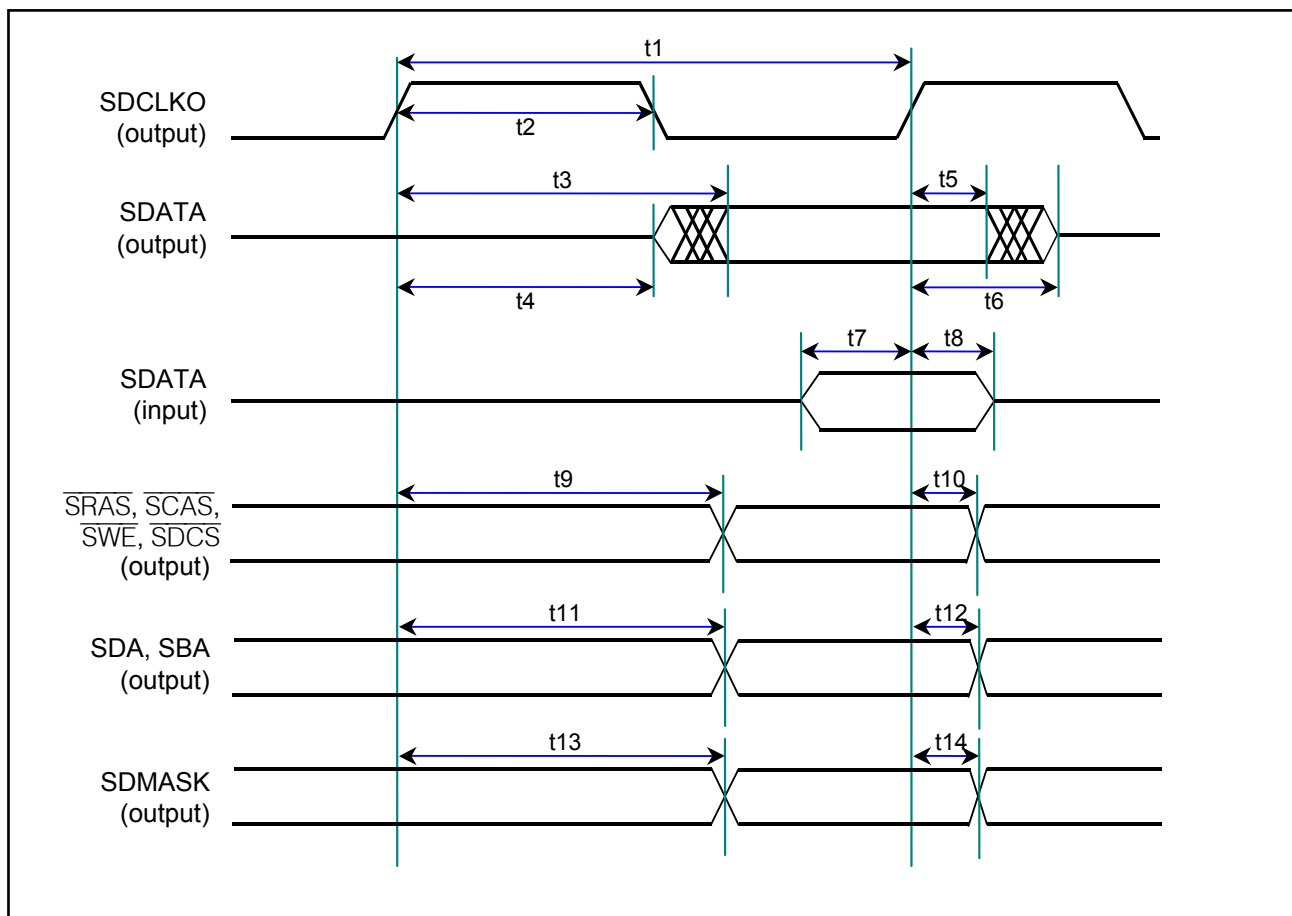 t1
SDCLKO
(output)
t2
t3
t5
SDATA
(output)
t4
t6
t7
t8
SDATA
(input)
t9
t10
SRAS, SCAS,
SWE, SDCS
(output)
t11
t12
SDA, SBA
(output)
t13
t14
SDMASK
(output)